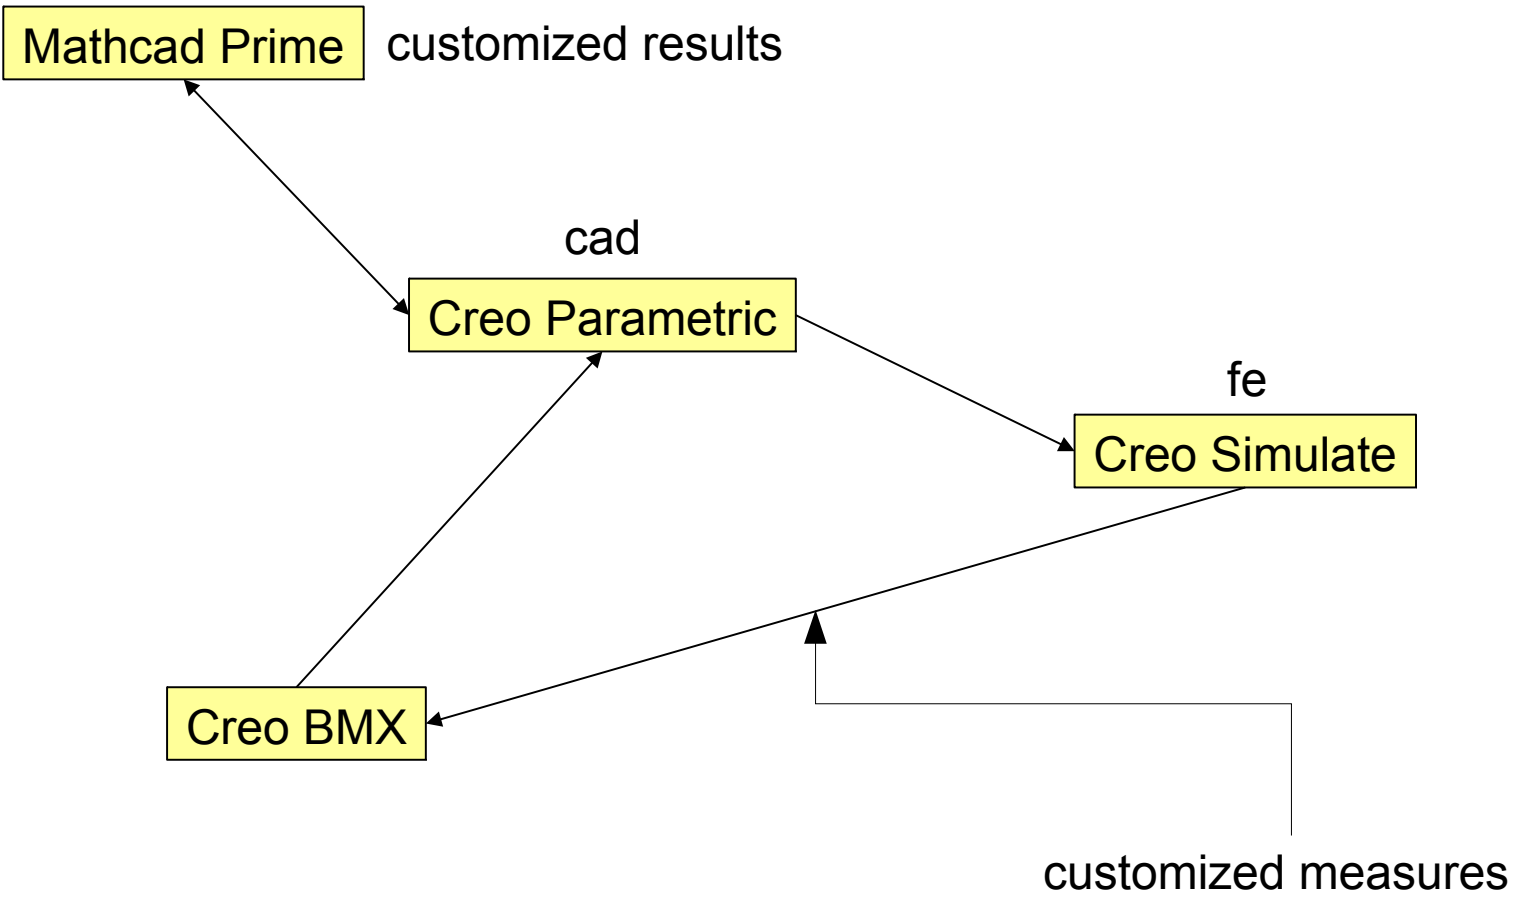 Mathcad Prime
customized results
cad
Creo Parametric
fe
Creo Simulate
Creo BMX
customized measures